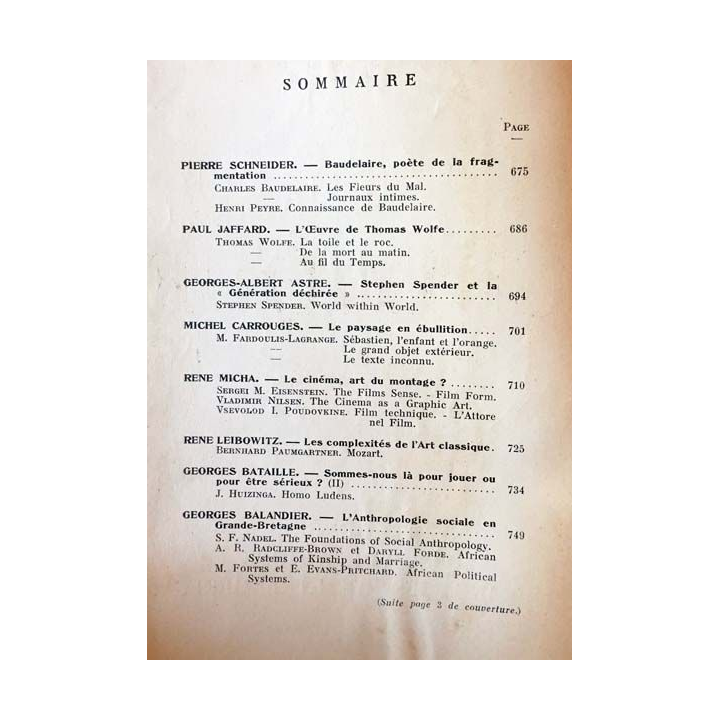 SOMMAIRE
PAGE
PIERRE SCHNEIDER. — Baudelaire, poète de la frag-
mentation ........................................ 675
CHARLES BAUDELAIRE. Les Fleurs du Mal.
— Journaux intimes.
HENRI PEYRE. Connaissance de Baudelaire.
PAUL JAFFARD. — L'Œuvre de Thomas Wolfe......... 686
THOMAS WOLFE. La toile et le roc.
— De la mort au matin.
— Au fil du Temps.
GEORGES-ALBERT ASTRE. — Stephen Spender et la
« Génération déchirée » ......................... 694
STEPHEN SPENDER. World within World.
MICHEL CARROUGES. — Le paysage en ébullition..... 701
M. FARDOULIS-LAGRANGE. Sébastien, l'enfant et l'orange.
— Le grand objet extérieur.
— Le texte inconnu.
RENE MICHA. — Le cinéma, art du montage ? ........ 710
SERGEI M. EISENSTEIN. The Films Sense. - Film Form.
VLADIMIR NILSEN. The Cinema as a Graphic Art.
VSEVOLOD I. POUDOVKINE. Film technique. - L'Attore
nel Film.
RENE LEIBOWITZ. — Les complexités de l'Art classique. 725
BERNHARD PAUMGARTNER. Mozart.
GEORGES BATAILLE. — Sommes-nous là pour jouer ou
pour être sérieux ? (II) .......................... 734
J. HUIZINGA. Homo Ludens.
GEORGES BALANDIER. — L'Anthropologie sociale en
Grande-Bretagne ................................ 749
S. F. NADEL. The Foundations of Social Anthropology.
A. R. RADCLIFFE-BROWN et DARYLL FORDE. African
Systems of Kinship and Marriage.
M. FORTES et E. EVANS-PRITCHARD. African Political
Systems.
(Suite page 3 de couverture.)